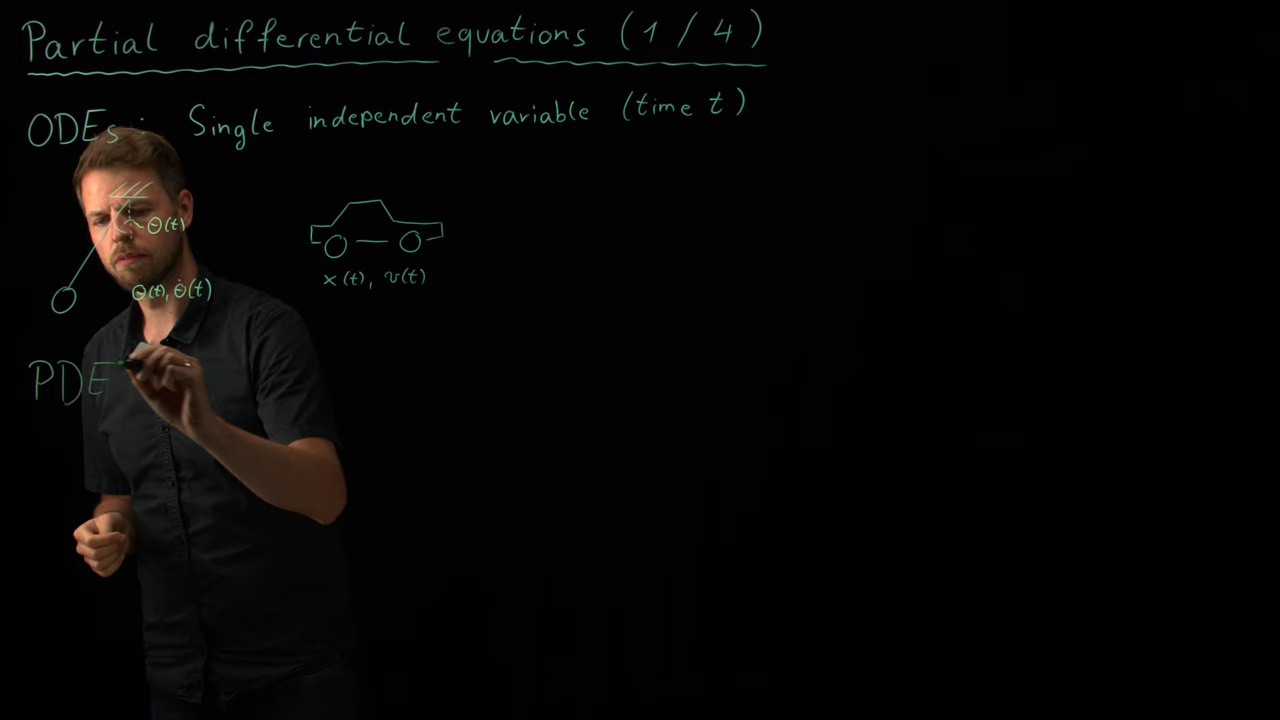 Partial differential equations (1/4)
ODEs: Single independent variable (time t)
Θ(t)
Θ(t), Θ̇(t)
x(t), v(t)
PDE